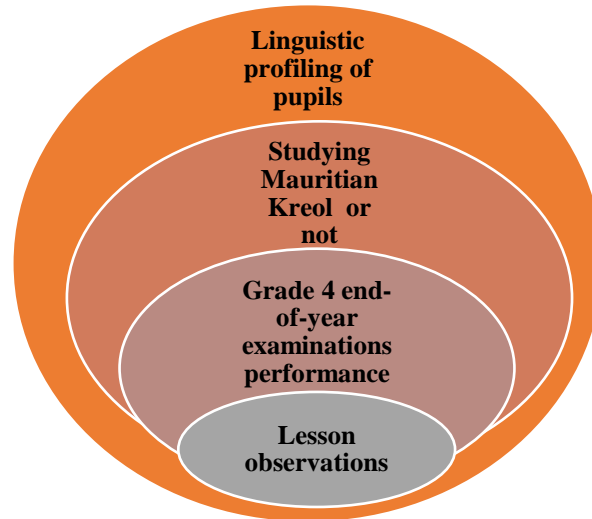 Linguistic
profiling of
pupils
Studying
Mauritian
Kreol or
not
Grade 4 end-
of-year
examinations
performance
Lesson
observations